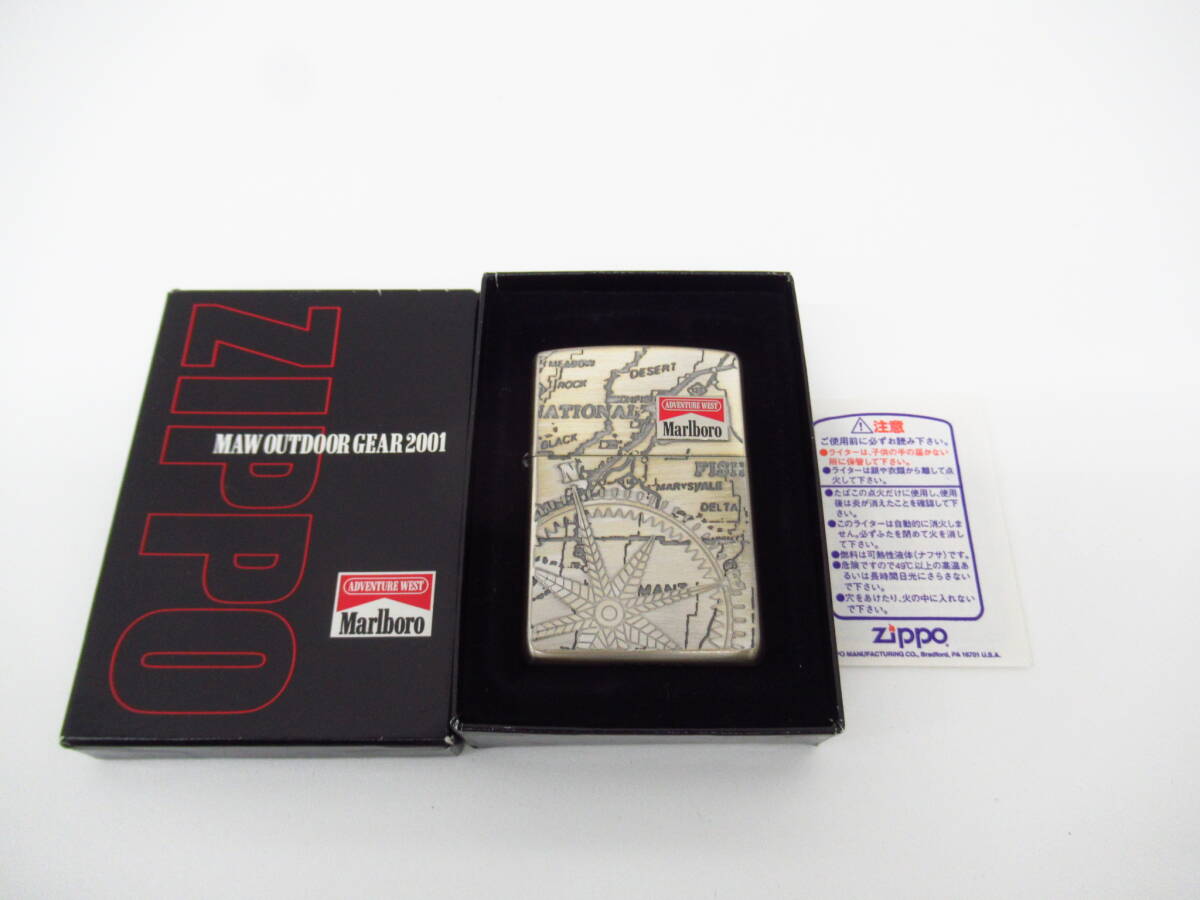 ZIPPO
MAW OUTDOOR GEAR 2001
ADVENTURE WEST
Marlboro
MEADOW
ROCK
DESERT
NATIONAL
ADVENTURE WEST
Marlboro
BLACK
N
FISH
MARYSVALE
DELTA
MANT
注意
ご使用前に必ずお読み下さい。
●ライターは、子供の手の届かない
所に保管して下さい。
●ライターは顔や衣類から離して点
火して下さい。
●たばこの点火だけに使用し、使用
後は炎が消えたことを確認して下
さい。
●このライターは自動的に消火しま
せん。必ずふたを閉めて火を消し
て下さい。
●燃料は可熱性液体(ナフサ)です。
●危険ですので49℃以上の高温あ
るいは長時間日光にさらさない
で下さい。
●穴をあけたり、火の中に入れない
で下さい。
zippo
PO MANUFACTURING CO., Bradford, PA 16701 U.S.A.